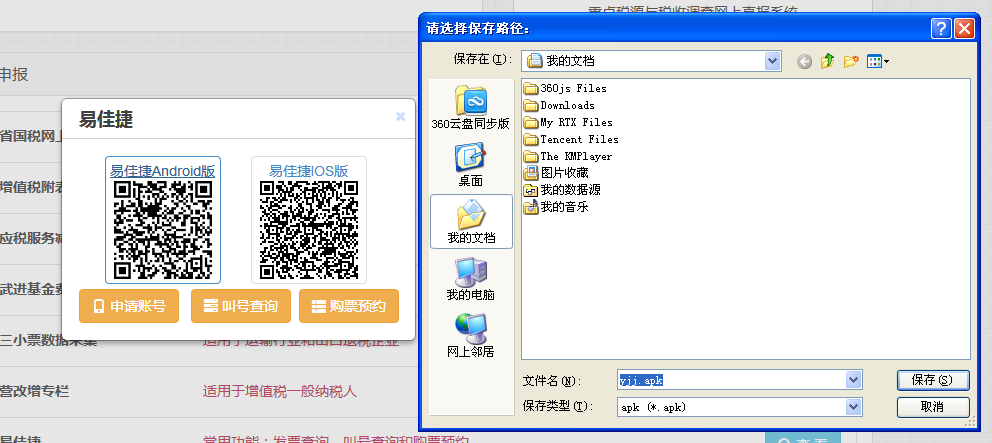 重点税源与税收调查网上直报系统
申报
省国税网上
增值税附表
应税服务减
武进基金费
三小票数据采集
适用于运输行业和出口退税企业
营改增专栏
适用于增值税一般纳税人
易佳捷
常用功能：发票查询、叫号查询和购票预约
查看
易佳捷
×
易佳捷Android版
易佳捷IOS版
申请账号
叫号查询
购票预约
请选择保存路径：
保存在(I)：
我的文档
360云盘同步版
桌面
我的文档
我的电脑
网上邻居
360js Files
Downloads
My RTX Files
Tencent Files
The KMPlayer
图片收藏
我的数据源
我的音乐
文件名(N)：
yjj.apk
保存(S)
保存类型(T)：
apk (*.apk)
取消